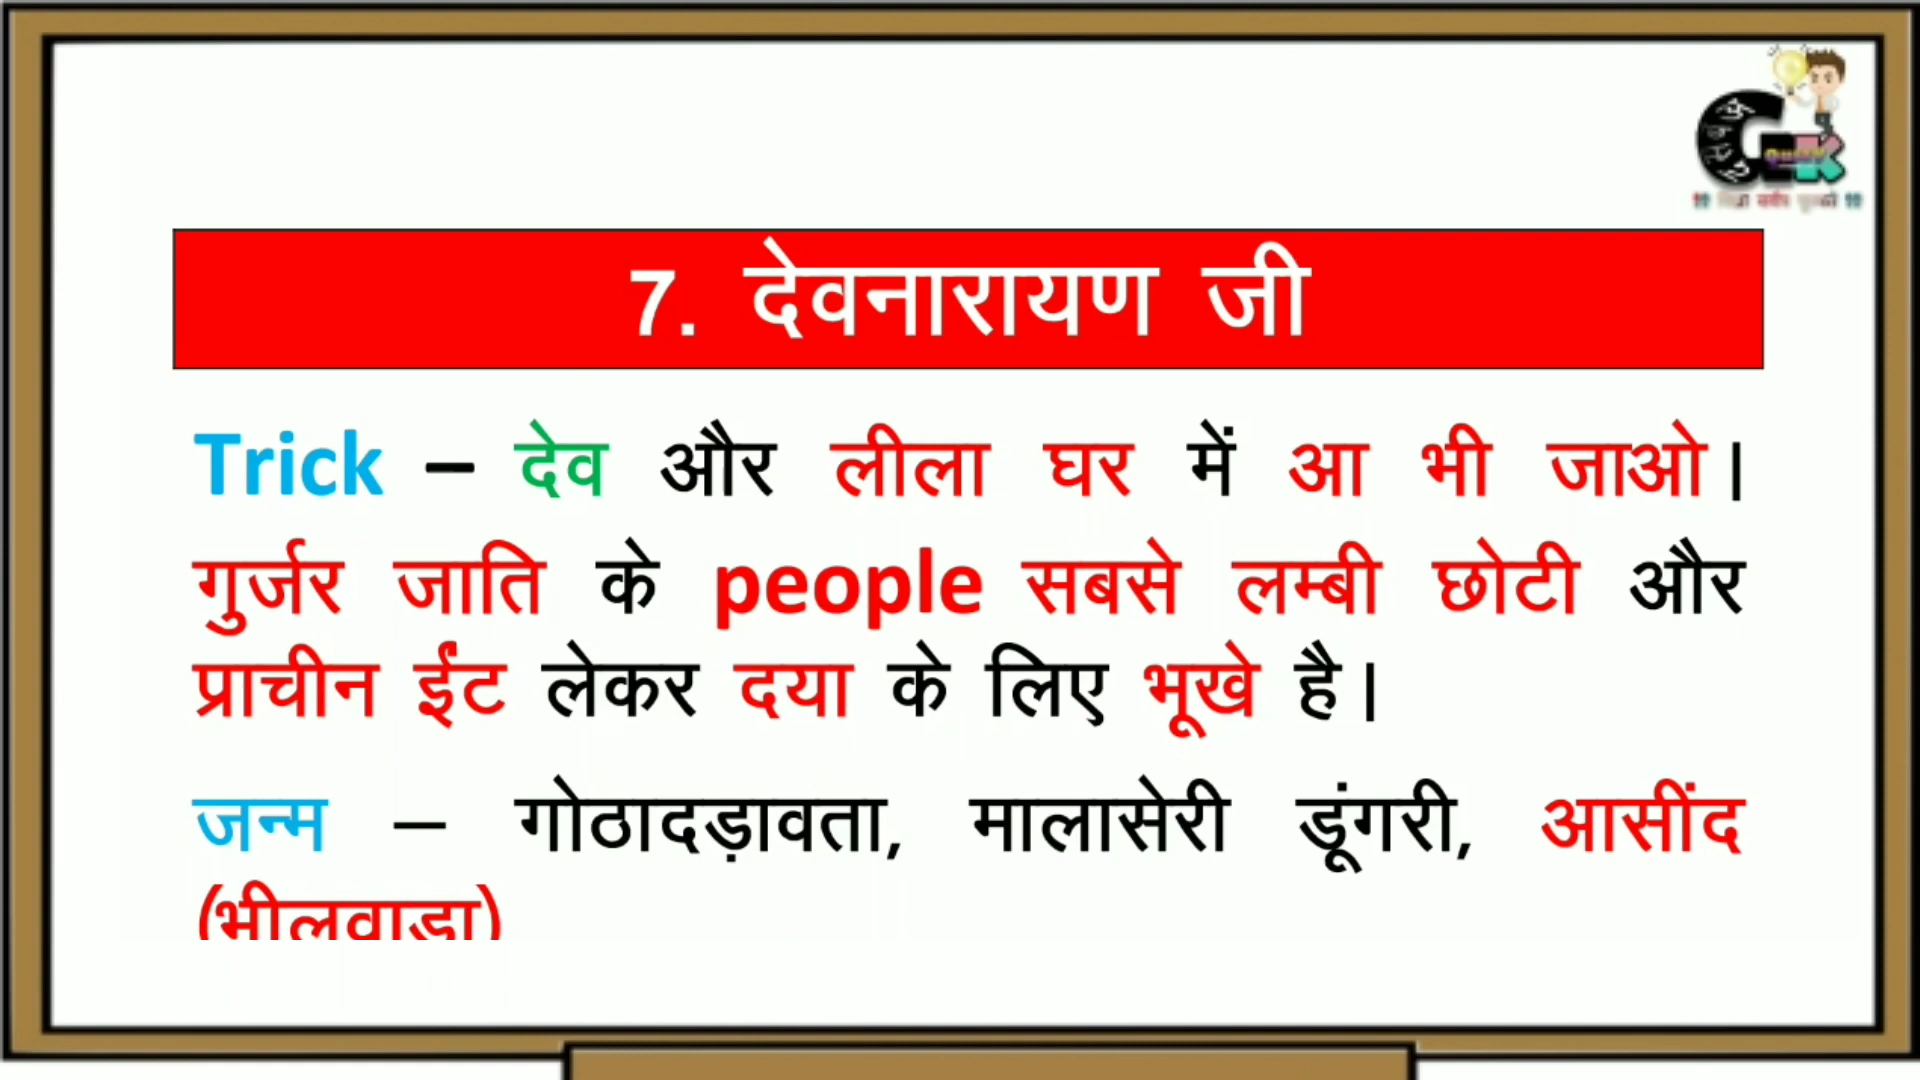 7. देवनारायण जी
Trick – देव और लीला घर में आ भी जाओ।
गुर्जर जाति के people सबसे लम्बी छोटी और
प्राचीन ईंट लेकर दया के लिए भूखे है।
जन्म – गोठादड़ावता, मालासेरी डूंगरी, आसींद
(भीलवाडा)